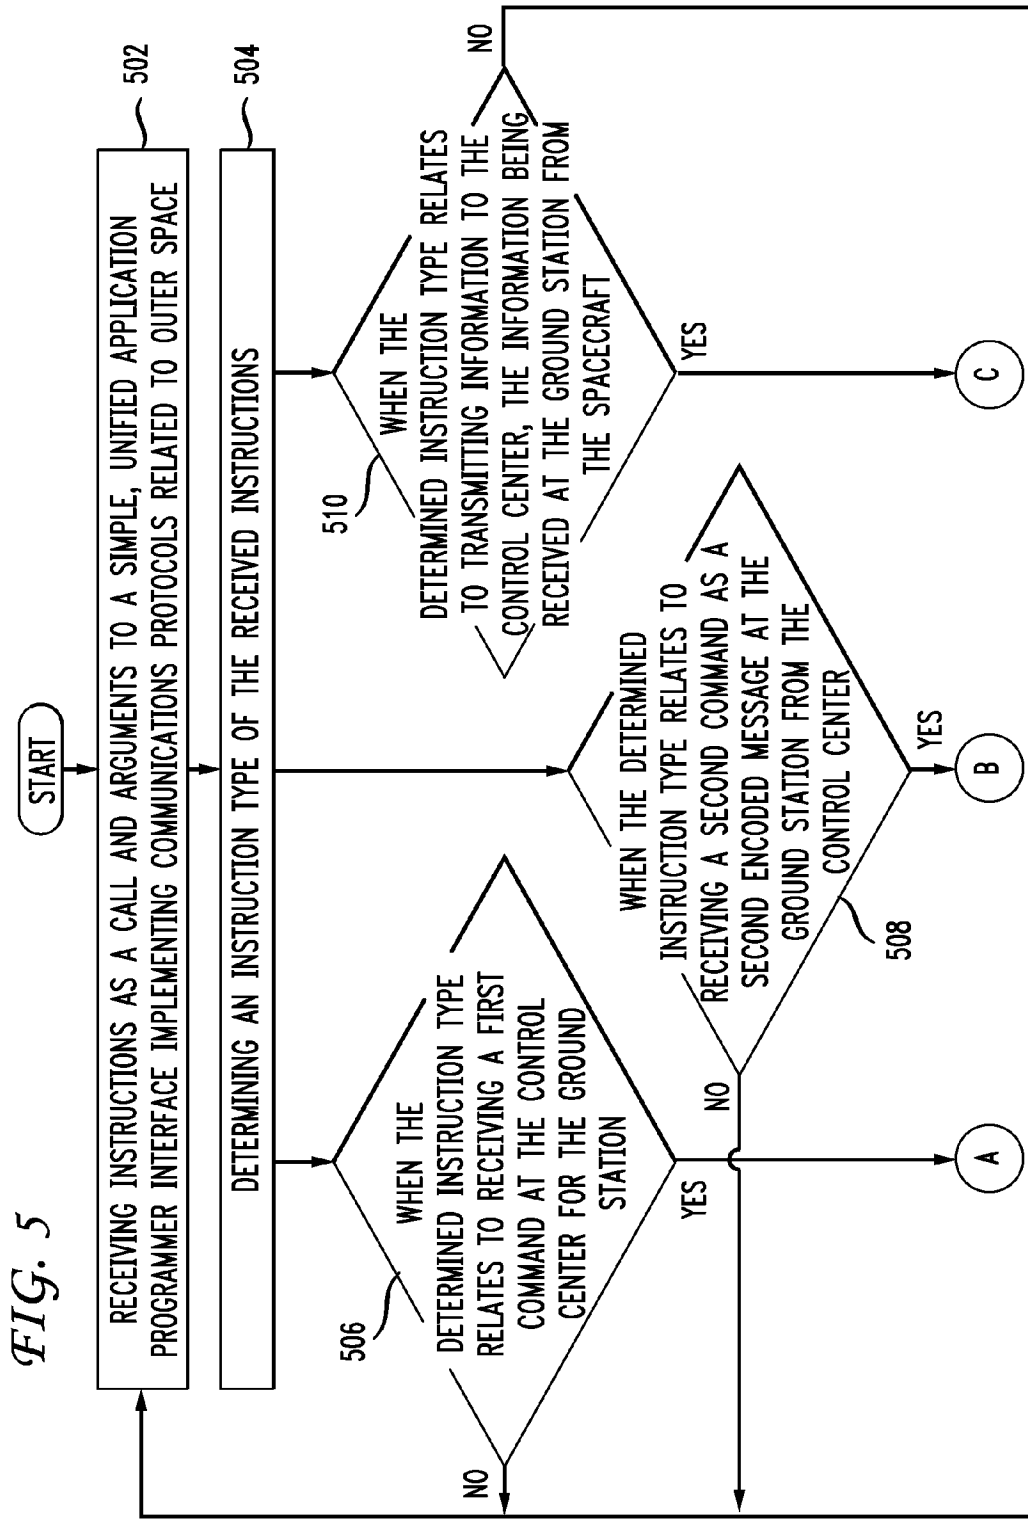 FIG. 5
START
RECEIVING INSTRUCTIONS AS A CALL AND ARGUMENTS TO A SIMPLE, UNIFIED APPLICATION
PROGRAMMER INTERFACE IMPLEMENTING COMMUNICATIONS PROTOCOLS RELATED TO OUTER SPACE
502
DETERMINING AN INSTRUCTION TYPE OF THE RECEIVED INSTRUCTIONS
504
506
WHEN THE
DETERMINED INSTRUCTION TYPE
RELATES TO RECEIVING A FIRST
COMMAND AT THE CONTROL
CENTER FOR THE GROUND
STATION
NO
YES
A
WHEN THE DETERMINED
INSTRUCTION TYPE RELATES TO
RECEIVING A SECOND COMMAND AS A
SECOND ENCODED MESSAGE AT THE
GROUND STATION FROM THE
CONTROL CENTER
508
NO
YES
B
510
WHEN THE
DETERMINED INSTRUCTION TYPE RELATES
TO TRANSMITTING INFORMATION TO THE
CONTROL CENTER, THE INFORMATION BEING
RECEIVED AT THE GROUND STATION FROM
THE SPACECRAFT
NO
YES
C